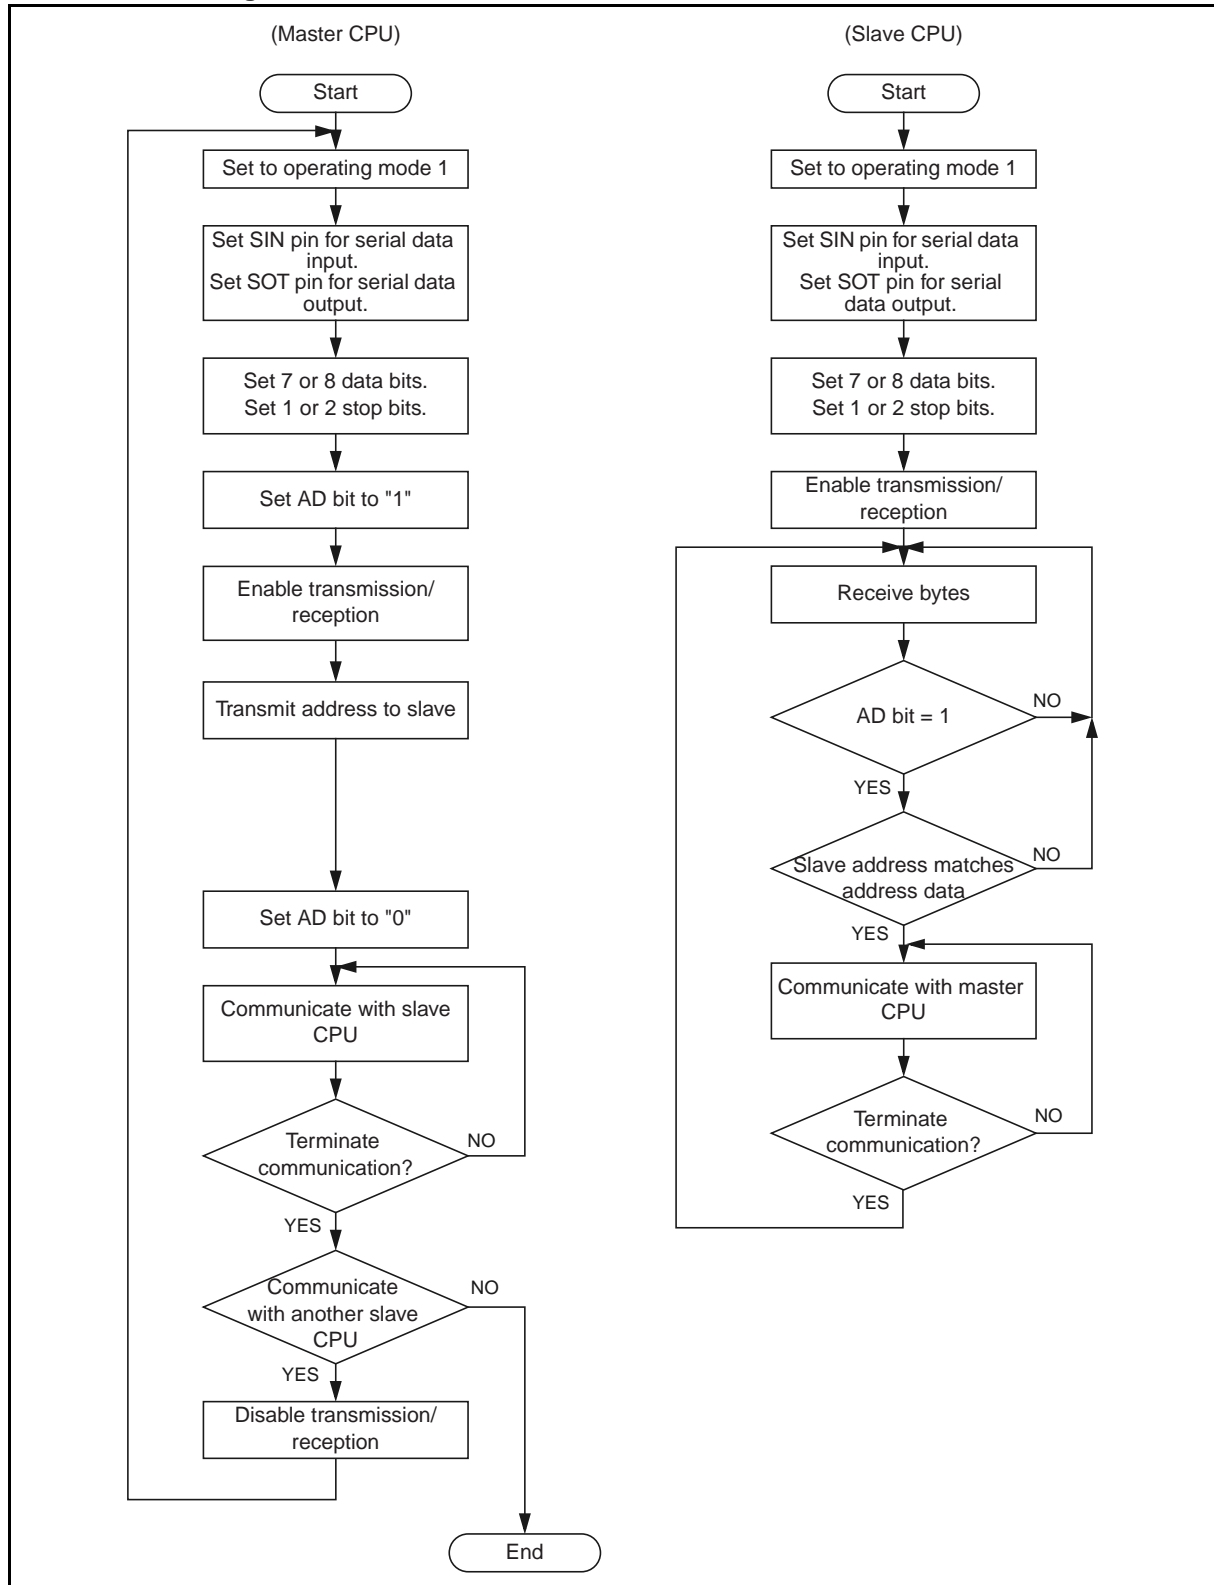 (Master CPU)
Start
Set to operating mode 1
Set SIN pin for serial data
input.
Set SOT pin for serial data
output.
Set 7 or 8 data bits.
Set 1 or 2 stop bits.
Set AD bit to "1"
Enable transmission/
reception
Transmit address to slave
Set AD bit to "0"
Communicate with slave
CPU
Terminate
communication?
NO
YES
Communicate
with another slave
CPU
NO
YES
Disable transmission/
reception
End
(Slave CPU)
Start
Set to operating mode 1
Set SIN pin for serial data
input.
Set SOT pin for serial
data output.
Set 7 or 8 data bits.
Set 1 or 2 stop bits.
Enable transmission/
reception
Receive bytes
AD bit = 1
NO
YES
Slave address matches
address data
NO
YES
Communicate with master
CPU
Terminate
communication?
NO
YES